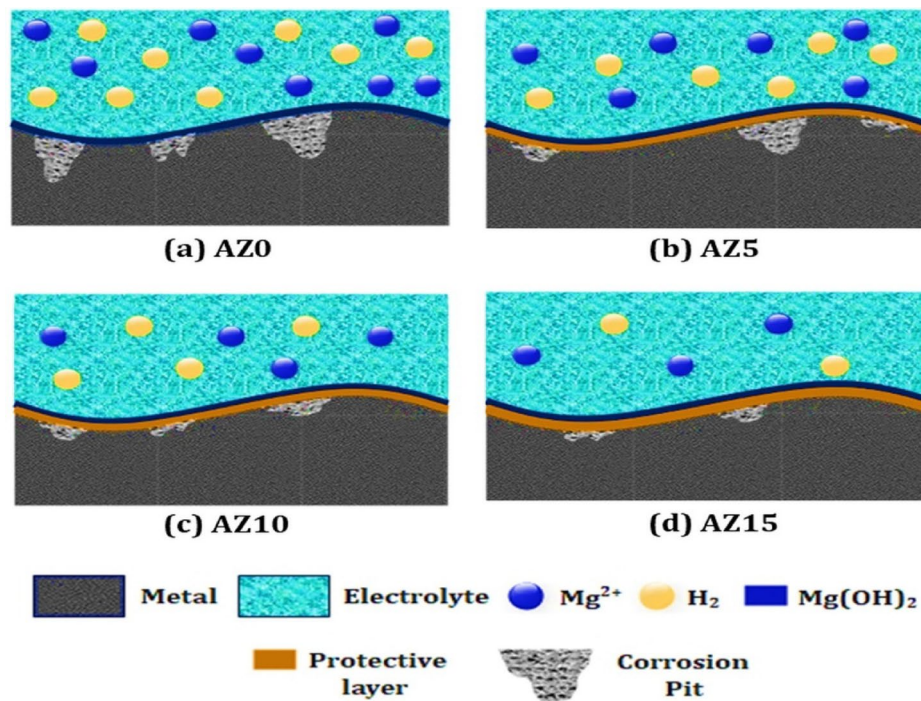 (a) AZ0
(b) AZ5
(c) AZ10
(d) AZ15
Metal
Electrolyte
Mg²⁺
H₂
Mg(OH)₂
Protective
layer
Corrosion
Pit